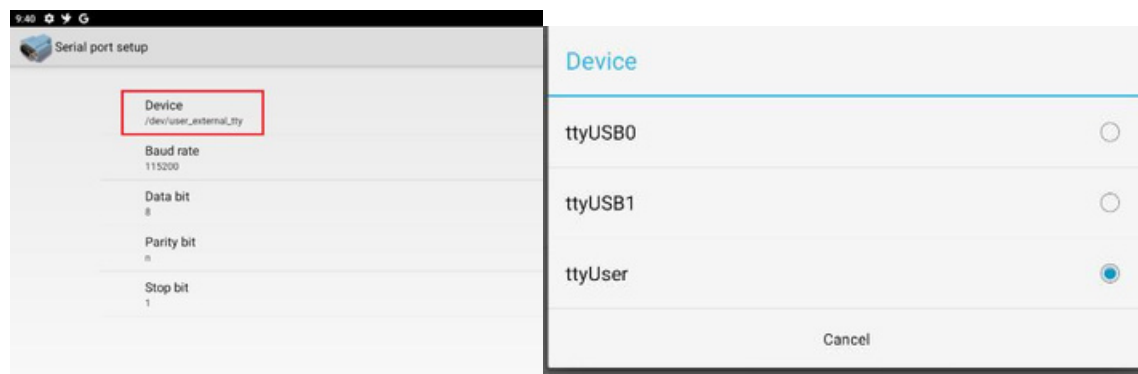 9:40
Serial port setup
Device
/dev/user_external_tty
Baud rate
115200
Data bit
8
Parity bit
n
Stop bit
1
Device
ttyUSB0
ttyUSB1
ttyUser
Cancel